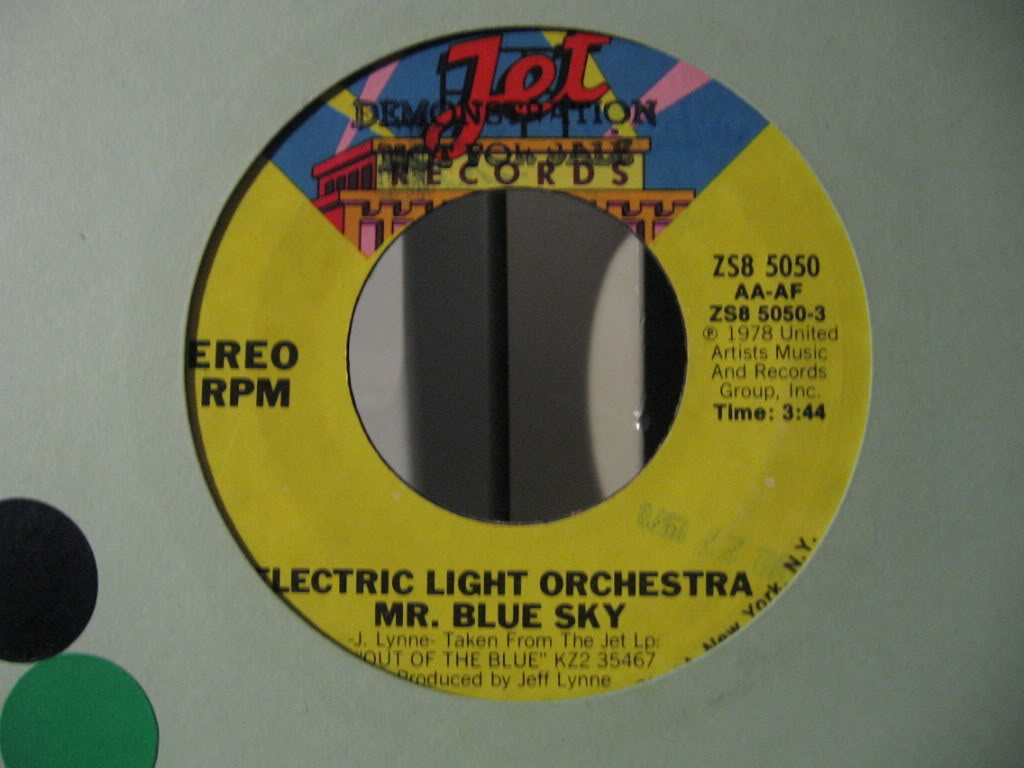 Jet
DEMONSTRATION
NOT FOR SALE
RECORDS
ZS8 5050
AA-AF
ZS8 5050-3
℗ 1978 United
Artists Music
And Records
Group, Inc.
Time: 3:44
EREO
RPM
ELECTRIC LIGHT ORCHESTRA
MR. BLUE SKY
-J. Lynne- Taken From The Jet Lp:
"OUT OF THE BLUE" KZ2 35467
Produced by Jeff Lynne
New York, N.Y.